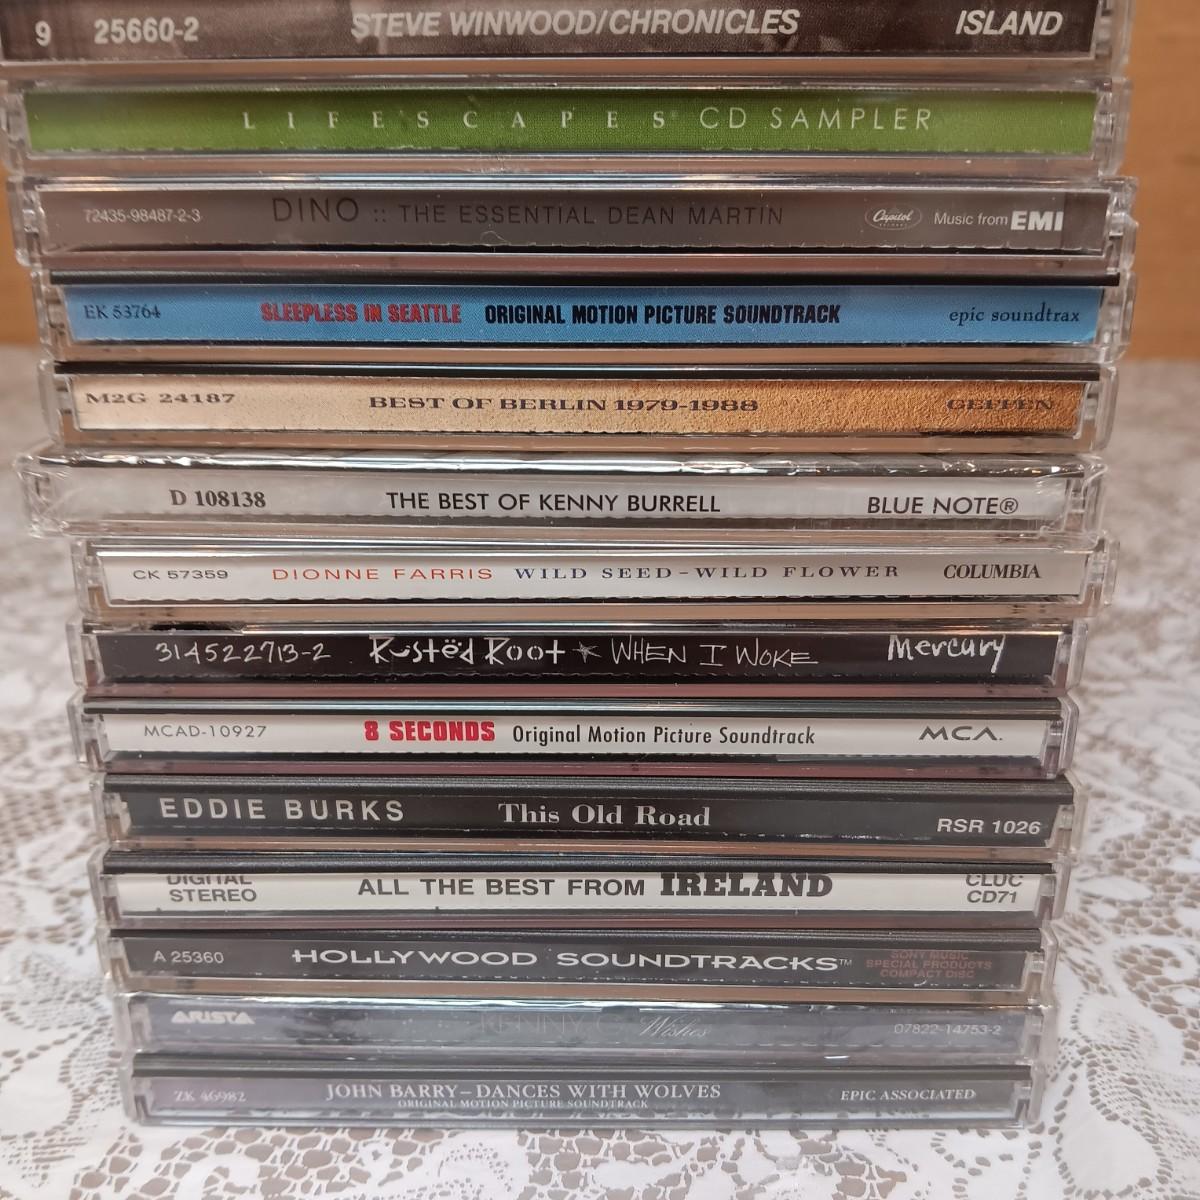 9 25660-2 STEVE WINWOOD/CHRONICLES ISLAND
LIFESCAPES® CD SAMPLER
72435-98487-2-3 DINO :: THE ESSENTIAL DEAN MARTIN Capitol Music from EMI
EK 53764 SLEEPLESS IN SEATTLE ORIGINAL MOTION PICTURE SOUNDTRACK epic soundtrax
M2G 24187 BEST OF BERLIN 1979-1988 GEFFEN
D 108138 THE BEST OF KENNY BURRELL BLUE NOTE®
CK 57359 DIONNE FARRIS WILD SEED-WILD FLOWER COLUMBIA
314522713-2 Rustëd Root ★ WHEN I WOKE Mercury
MCAD-10927 8 SECONDS Original Motion Picture Soundtrack MCA.
EDDIE BURKS This Old Road RSR 1026
DIGITAL STEREO ALL THE BEST FROM IRELAND CLUC CD71
A 25360 HOLLYWOOD SOUNDTRACKS™ SONY MUSIC SPECIAL PRODUCTS COMPACT DISC
ARISTA KENNY G Wishes 07822-14753-2
ZK 46982 JOHN BARRY–DANCES WITH WOLVES EPIC ASSOCIATED
ORIGINAL MOTION PICTURE SOUNDTRACK